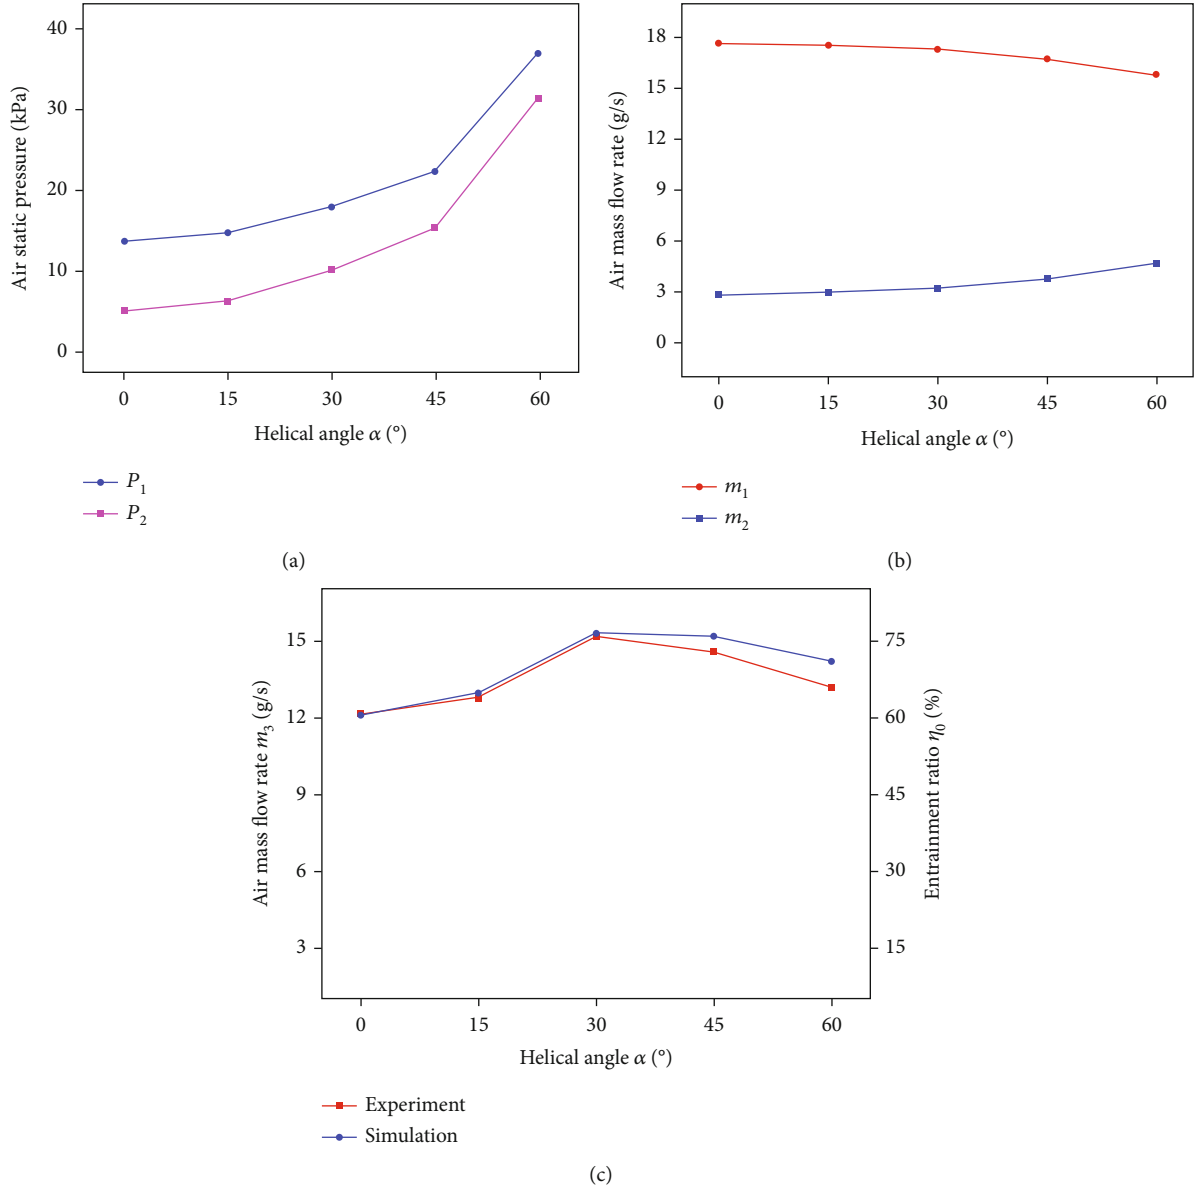 40
30
20
10
0
Air static pressure (kPa)
0 15 30 45 60
Helical angle α (°)
P1
P2
(a)
18
15
12
9
6
3
0
Air mass flow rate (g/s)
0 15 30 45 60
Helical angle α (°)
m1
m2
(b)
15
12
9
6
3
Air mass flow rate m3 (g/s)
75
60
45
30
15
Entrainment ratio η0 (%)
0 15 30 45 60
Helical angle α (°)
Experiment
Simulation
(c)